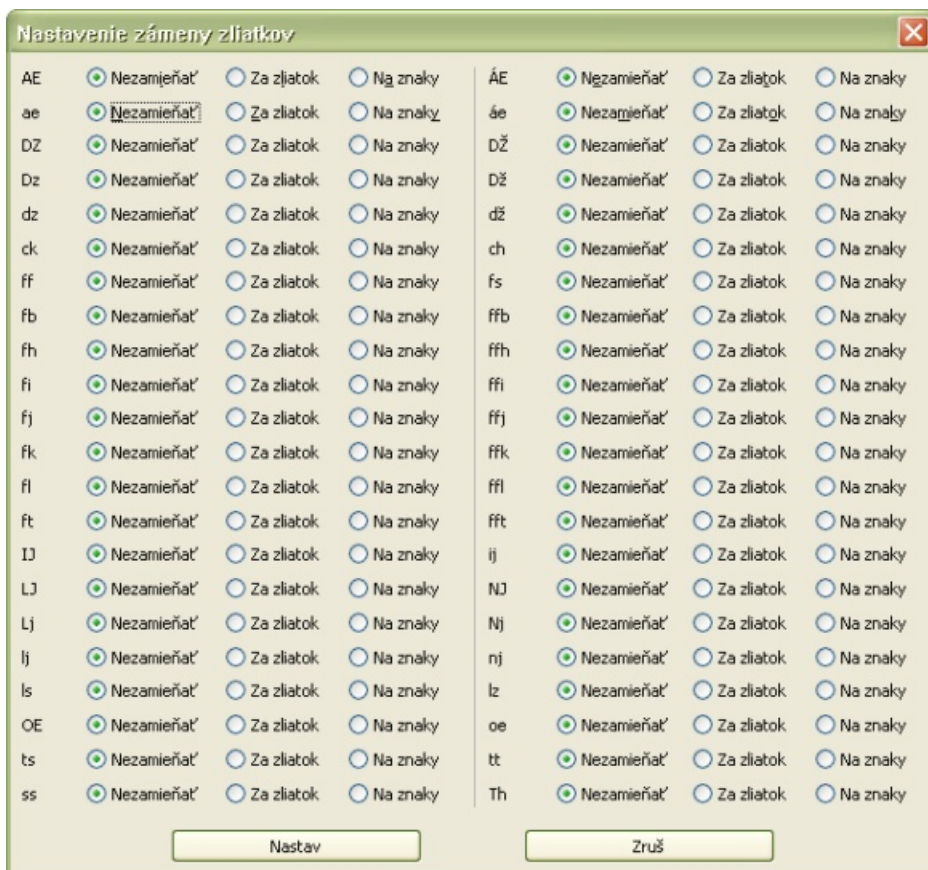 Nastavenie zámeny zliatkov
AE Nezamieňať Za zliatok Na znaky ÁE Nezamieňať Za zliatok Na znaky
ae Nezamieňať Za zliatok Na znaky áe Nezamieňať Za zliatok Na znaky
DZ Nezamieňať Za zliatok Na znaky DŽ Nezamieňať Za zliatok Na znaky
Dz Nezamieňať Za zliatok Na znaky Dž Nezamieňať Za zliatok Na znaky
dz Nezamieňať Za zliatok Na znaky dž Nezamieňať Za zliatok Na znaky
ck Nezamieňať Za zliatok Na znaky ch Nezamieňať Za zliatok Na znaky
ff Nezamieňať Za zliatok Na znaky fs Nezamieňať Za zliatok Na znaky
fb Nezamieňať Za zliatok Na znaky ffb Nezamieňať Za zliatok Na znaky
fh Nezamieňať Za zliatok Na znaky ffh Nezamieňať Za zliatok Na znaky
fi Nezamieňať Za zliatok Na znaky ffi Nezamieňať Za zliatok Na znaky
fj Nezamieňať Za zliatok Na znaky ffj Nezamieňať Za zliatok Na znaky
fk Nezamieňať Za zliatok Na znaky ffk Nezamieňať Za zliatok Na znaky
fl Nezamieňať Za zliatok Na znaky ffl Nezamieňať Za zliatok Na znaky
ft Nezamieňať Za zliatok Na znaky fft Nezamieňať Za zliatok Na znaky
IJ Nezamieňať Za zliatok Na znaky ij Nezamieňať Za zliatok Na znaky
LJ Nezamieňať Za zliatok Na znaky NJ Nezamieňať Za zliatok Na znaky
Lj Nezamieňať Za zliatok Na znaky Nj Nezamieňať Za zliatok Na znaky
lj Nezamieňať Za zliatok Na znaky nj Nezamieňať Za zliatok Na znaky
ls Nezamieňať Za zliatok Na znaky lz Nezamieňať Za zliatok Na znaky
OE Nezamieňať Za zliatok Na znaky oe Nezamieňať Za zliatok Na znaky
ts Nezamieňať Za zliatok Na znaky tt Nezamieňať Za zliatok Na znaky
ss Nezamieňať Za zliatok Na znaky Th Nezamieňať Za zliatok Na znaky
Nastav Zruš